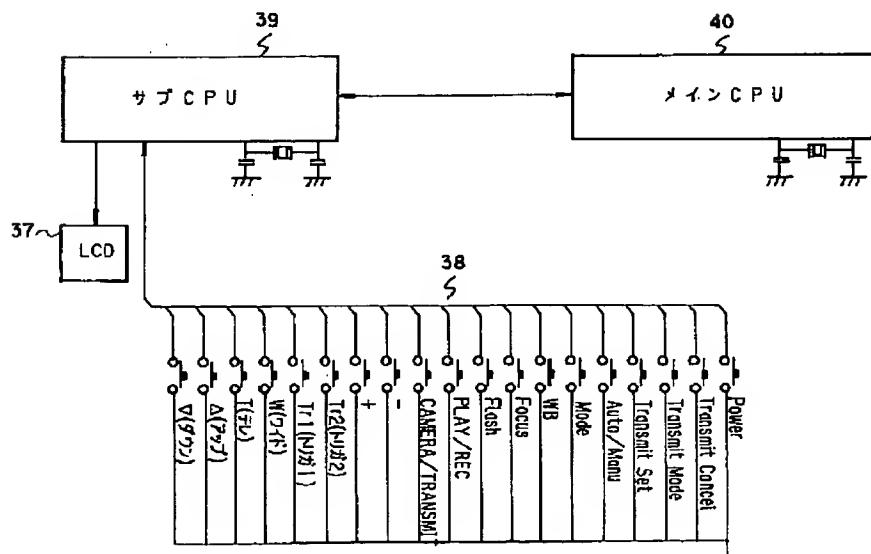 39
40
サブCPU
メインCPU
37
LCD
38
▽(ダウン)
△(アップ)
T(テレ)
W(ワイド)
Tr1(トリガ1)
Tr2(トリガ2)
+
-
CAMERA/TRANSMI
PLAY/REC
Flash
Focus
WB
Mode
Auto/Manu
Transmit Set
Transmit Mode
Transmit Cancel
Power